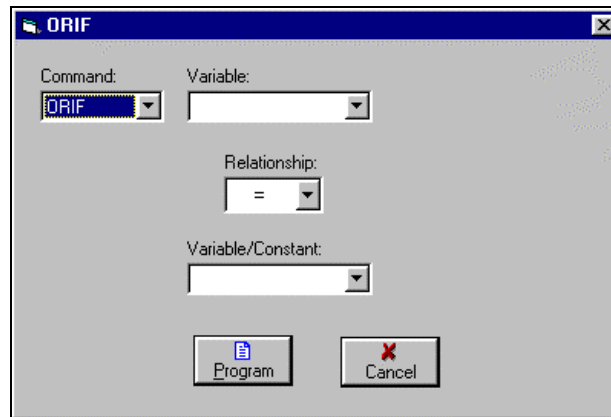 ORIF
Command: Variable:
ORIF
Relationship:
=
Variable/Constant:
Program Cancel